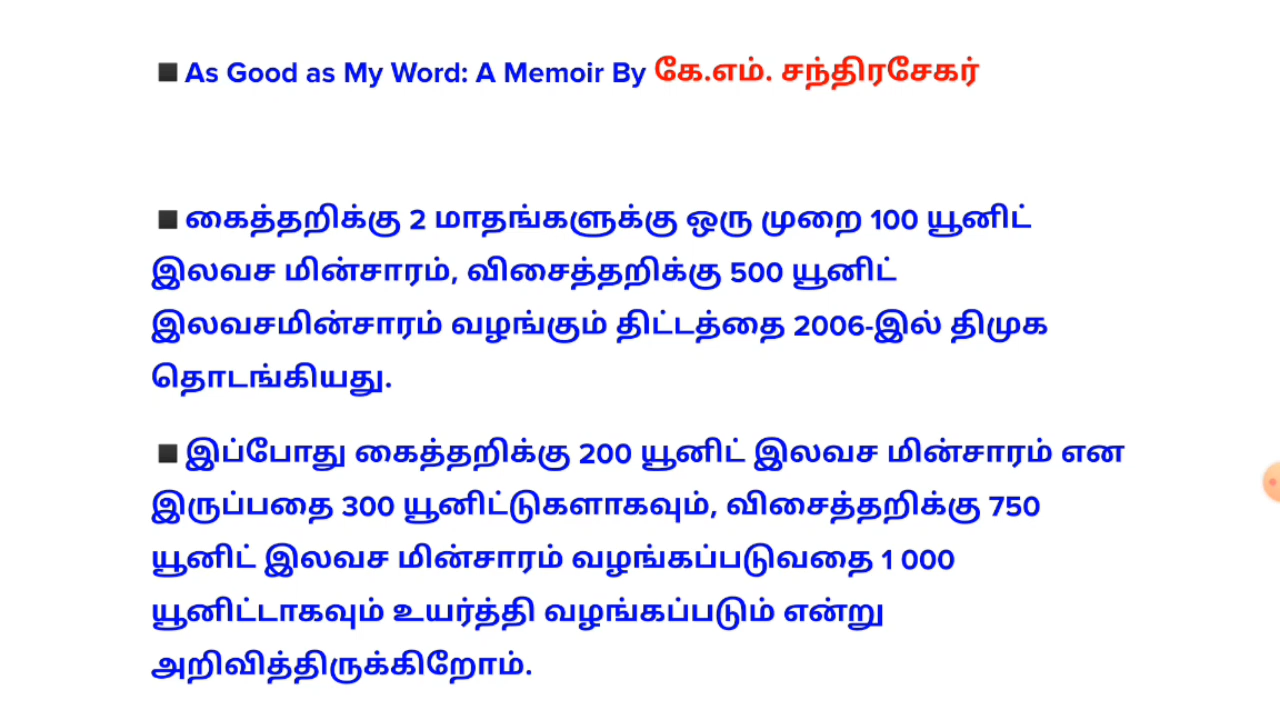 ◾As Good as My Word: A Memoir By கே.எம். சந்திரசேகர்
◾கைத்தறிக்கு 2 மாதங்களுக்கு ஒரு முறை 100 யூனிட்
இலவச மின்சாரம், விசைத்தறிக்கு 500 யூனிட்
இலவசமின்சாரம் வழங்கும் திட்டத்தை 2006-இல் திமுக
தொடங்கியது.
◾இப்போது கைத்தறிக்கு 200 யூனிட் இலவச மின்சாரம் என
இருப்பதை 300 யூனிட்டுகளாகவும், விசைத்தறிக்கு 750
யூனிட் இலவச மின்சாரம் வழங்கப்படுவதை 1 000
யூனிட்டாகவும் உயர்த்தி வழங்கப்படும் என்று
அறிவித்திருக்கிறோம்.